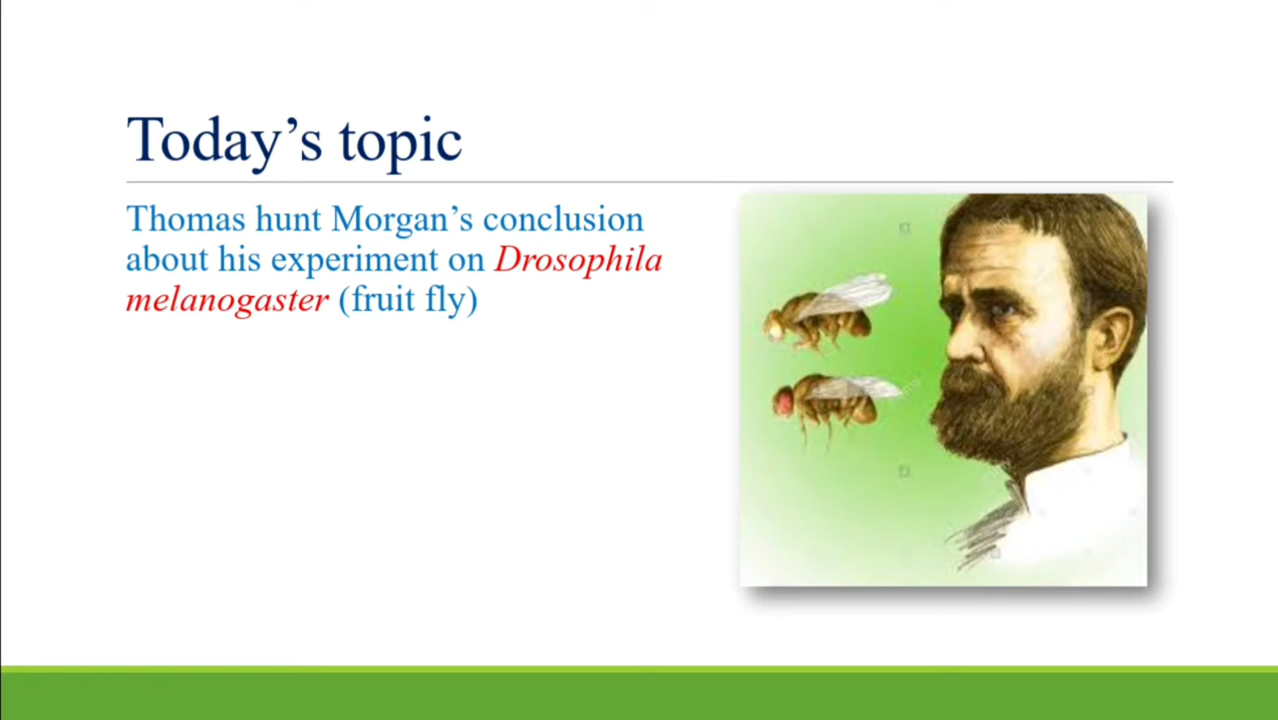 Today’s topic
Thomas hunt Morgan’s conclusion
about his experiment on Drosophila
melanogaster (fruit fly)